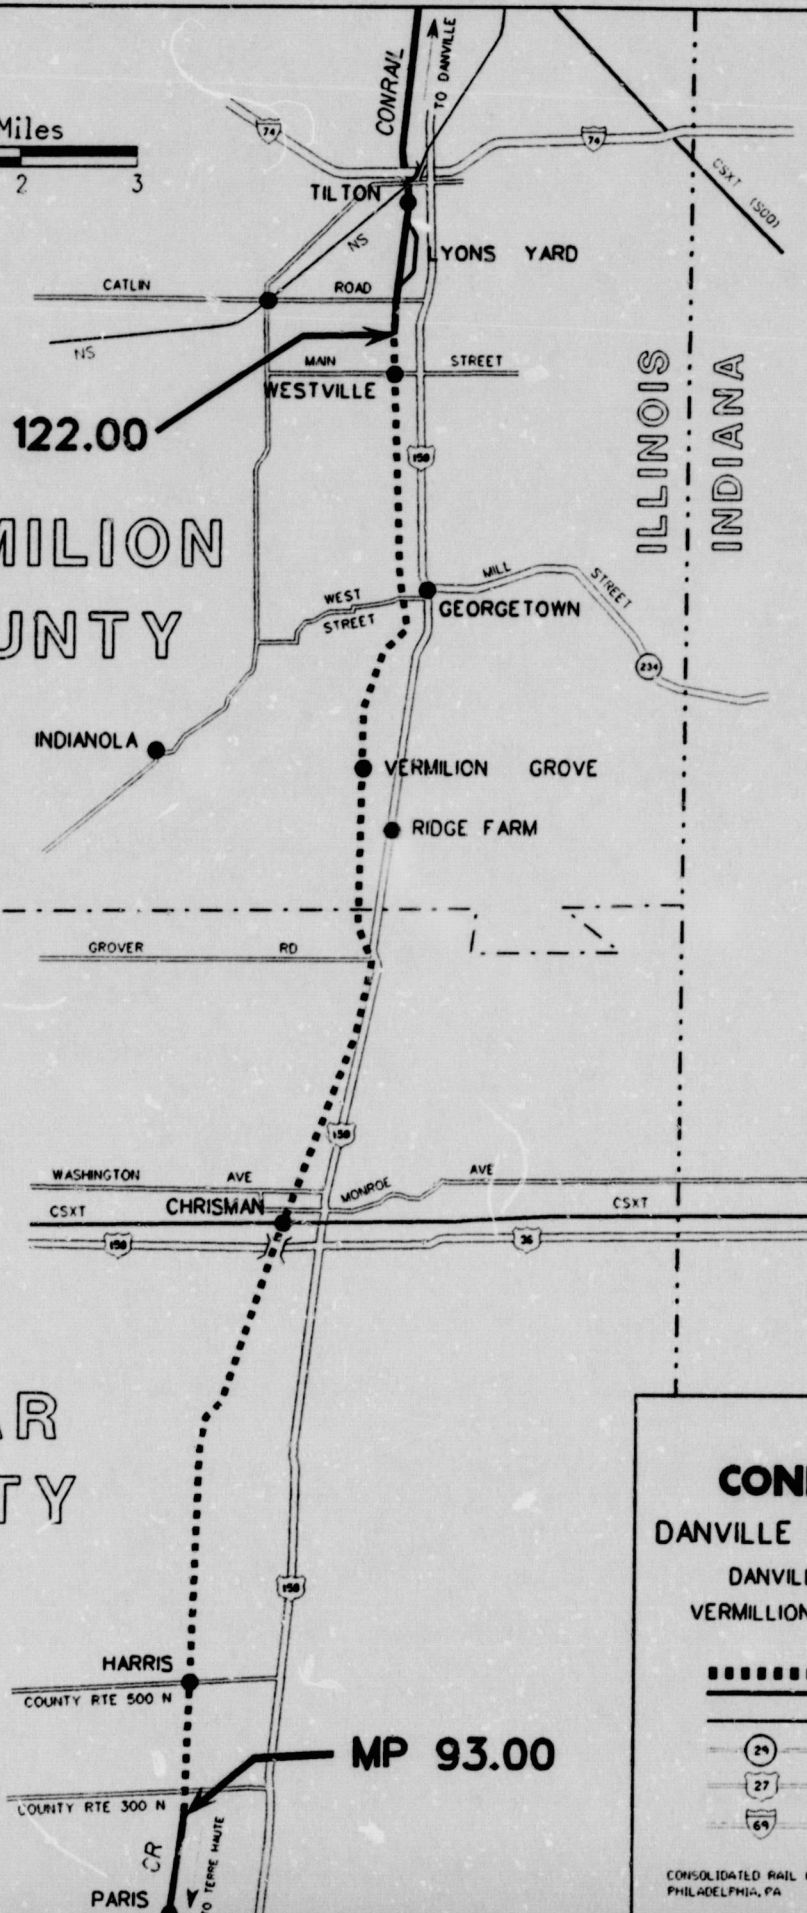 CONRAIL
TO DANVILLE
Miles
2 3
74
74
CSXT (SOO)
TILTON
NS
LYONS YARD
CATLIN ROAD
NS
MAIN STREET
WESTVILLE
122.00
150
ILLINOIS
INDIANA
MILION
UNTY
MILL STREET
WEST STREET
GEORGETOWN
234
INDIANOLA
VERMILION GROVE
RIDGE FARM
GROVER RD
150
WASHINGTON AVE
MONROE AVE
CHRISMAN
CSXT
CSXT
150
36
AR
TY
CON
DANVILLE
DANVIL
VERMILLION
150
HARRIS
COUNTY RTE 500 N
MP 93.00
29
27
69
COUNTY RTE 300 N
CR
TO TERRE HAUTE
PARIS
CONSOLIDATED RAIL
PHILADELPHIA, PA